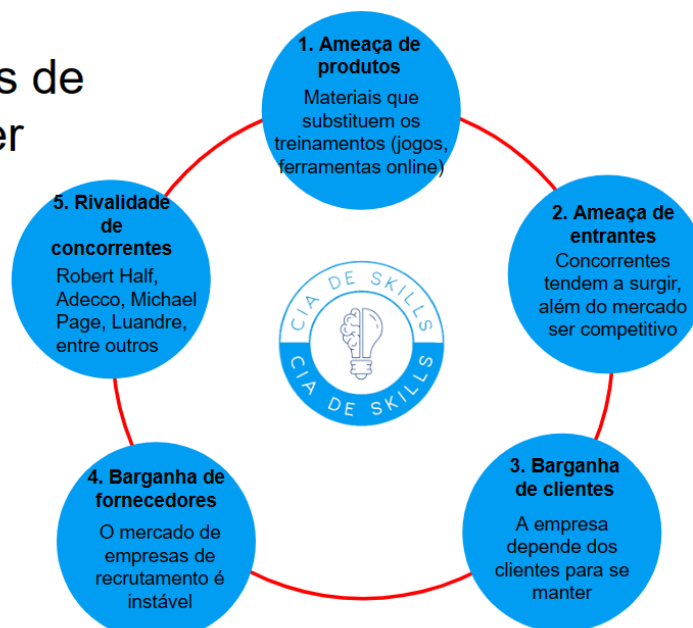 s de
er
1. Ameaça de
produtos
Materiais que
substituem os
treinamentos (jogos,
ferramentas online)
2. Ameaça de
entrantes
Concorrentes
tendem a surgir,
além do mercado
ser competitivo
3. Barganha
de clientes
A empresa
depende dos
clientes para se
manter
4. Barganha de
fornecedores
O mercado de
empresas de
recrutamento é
instável
5. Rivalidade
de
concorrentes
Robert Half,
Adecco, Michael
Page, Luandre,
entre outros
CIA DE SKILLS
CIA DE SKILLS